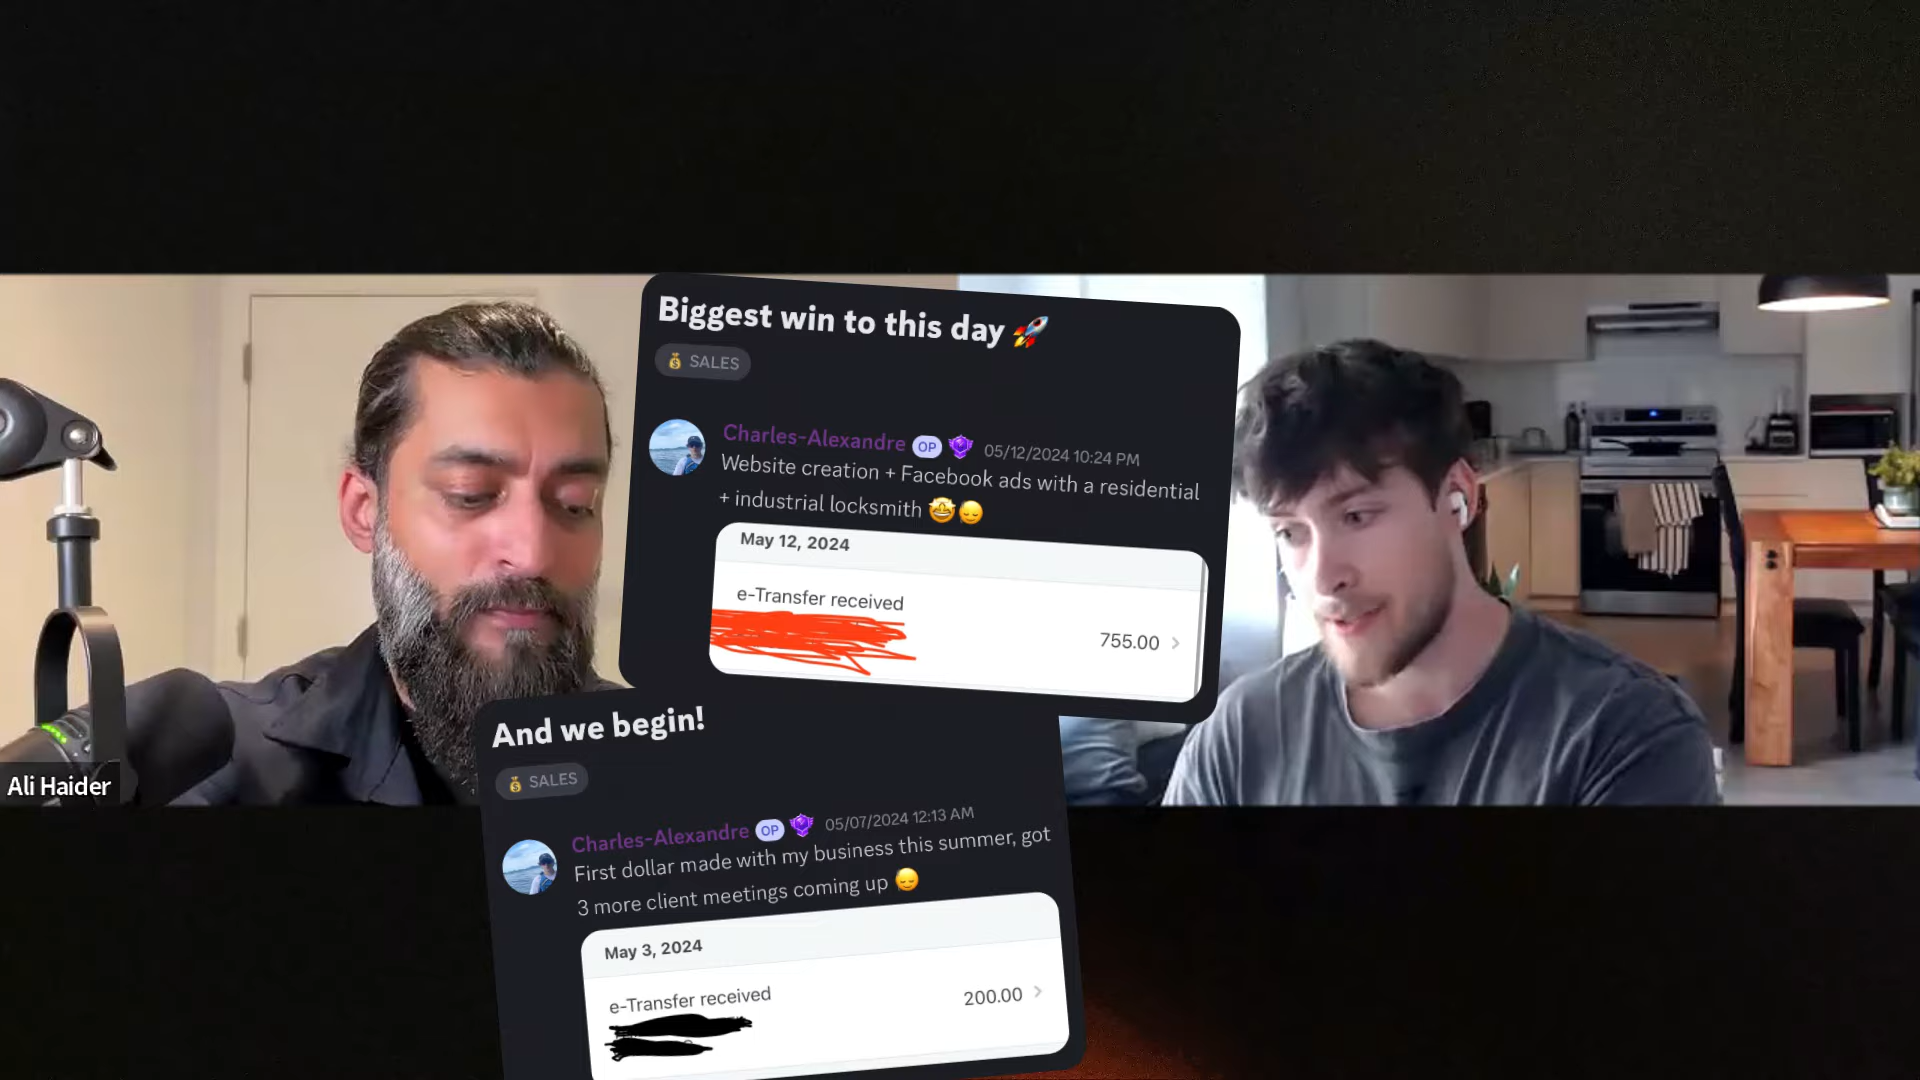 Biggest win to this day 🚀
💰 SALES
Charles-Alexandre OP 05/12/2024 10:24 PM
Website creation + Facebook ads with a residential
+ industrial locksmith 🤩😌
May 12, 2024
e-Transfer received
755.00
And we begin!
💰 SALES
Charles-Alexandre OP 05/07/2024 12:13 AM
First dollar made with my business this summer, got
3 more client meetings coming up 😌
May 3, 2024
e-Transfer received
200.00
Ali Haider